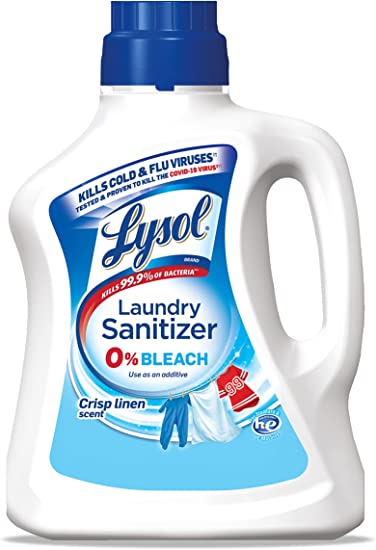 KILLS COLD & FLU VIRUSES*†
TESTED & PROVEN TO KILL THE COVID-19 VIRUS*†
Lysol®
BRAND
KILLS 99.9% OF BACTERIA**
Laundry
Sanitizer
0% BLEACH
Use as an additive
Crisp linen
scent
99
he